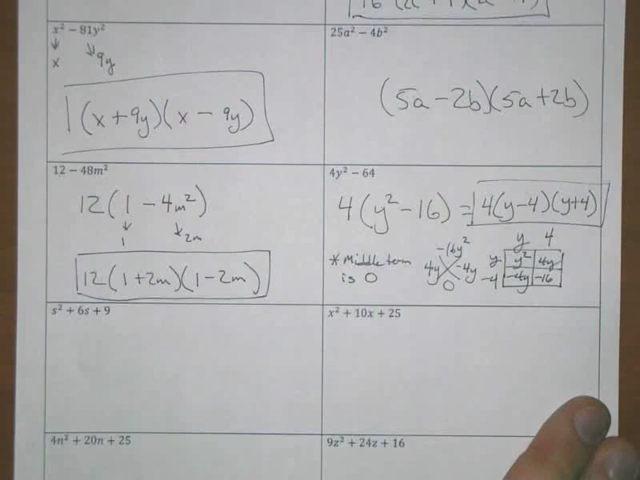 x² − 81y²
x
9y
(x + 9y)(x − 9y)
25a² − 4b²
(5a − 2b)(5a + 2b)
12 − 48m²
12(1 − 4m²)
1
2m
12(1 + 2m)(1 − 2m)
4y² − 64
4(y² − 16) = 4(y − 4)(y + 4)
* Middle term
is 0
−16y²
4y −4y
0
y 4
y y² 4y
−4 −4y −16
s² + 6s + 9
x² + 10x + 25
4n² + 20n + 25
9z² + 24z + 16